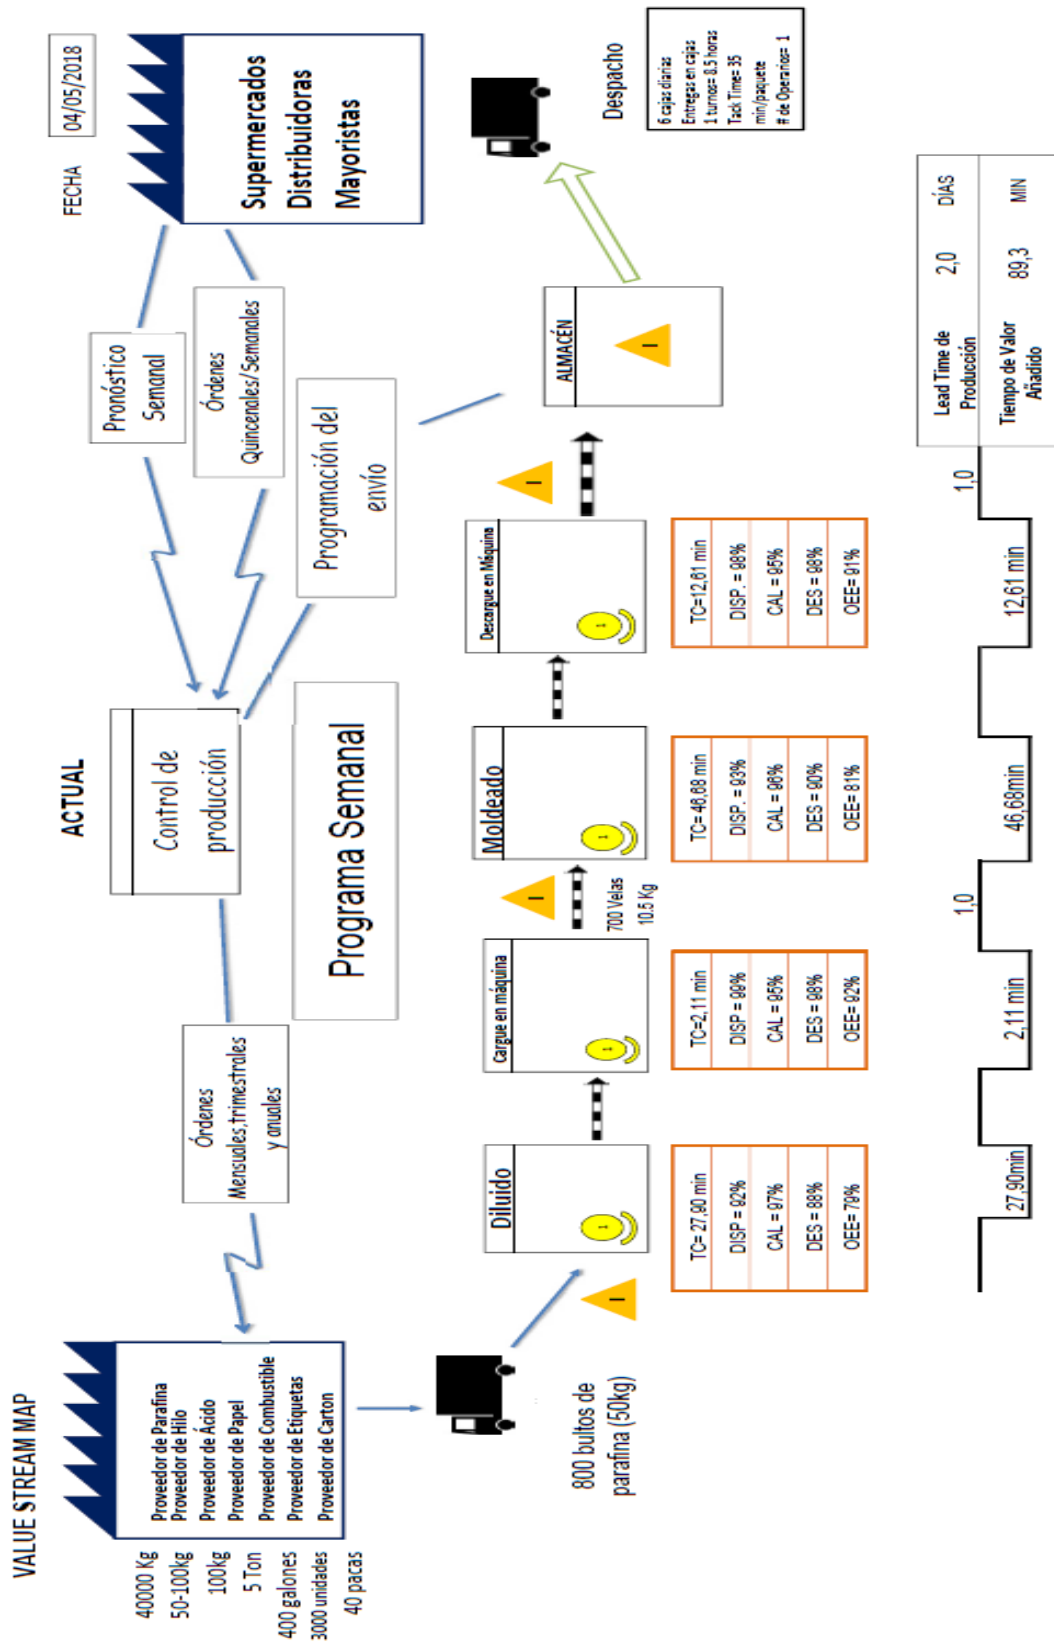 VALUE STREAM MAP
ACTUAL
FECHA
04/05/2018
40000 Kg
50-100kg
100kg
5 Ton
400 galones
3000 unidades
40 pacas
Proveedor de Parafina
Proveedor de Hilo
Proveedor de Ácido
Proveedor de Papel
Proveedor de Combustible
Proveedor de Etiquetas
Proveedor de Carton
Órdenes
Mensuales,trimestrales
y anuales
Control de
producción
Pronóstico
Semanal
Órdenes
Quincenales/Semanales
Programación del
envío
Supermercados
Distribuidoras
Mayoristas
Programa Semanal
800 bultos de
parafina (50kg)
I
Diluido
1
TC= 27,90 min
DISP = 92%
CAL = 97%
DES = 88%
OEE= 79%
Cargue en máquina
1
TC=2,11 min
DISP = 99%
CAL = 95%
DES = 98%
OEE= 92%
I
700 Velas
10.5 Kg
Moldeado
1
TC= 46,68 min
DISP. = 93%
CAL = 96%
DES = 90%
OEE= 81%
Descargue en Máquina
1
TC=12,61 min
DISP. = 98%
CAL = 95%
DES = 98%
OEE= 91%
I
ALMACÉN
I
Despacho
6 cajas diarias
Entregas en cajas
1 turnos= 8.5 horas
Tack Time= 35
min/paquete
# de Operarios= 1
27,90min
2,11 min
1,0
46,68min
12,61 min
1,0
Lead Time de
Producción
2,0
DÍAS
Tiempo de Valor
Añadido
89,3
MIN